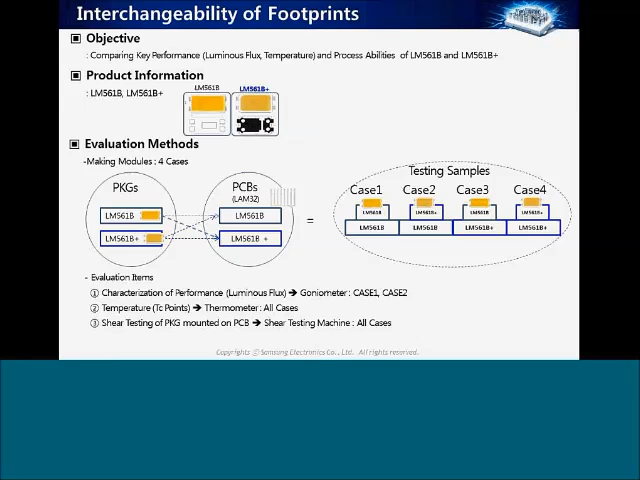 Interchangeability of Footprints
Objective
: Comparing Key Performance (Luminous Flux, Temperature) and Process Abilities of LM561B and LM561B+
Product Information
: LM561B, LM561B+
LM561B LM561B+
Evaluation Methods
-Making Modules : 4 Cases
PKGs
LM561B
LM561B+
PCBs
(LAM32)
LM561B
LM561B +
=
Testing Samples
Case1 Case2 Case3 Case4
LM561B LM561B+ LM561B LM561B+
LM561B LM561B LM561B+ LM561B+
- Evaluation Items
① Characterization of Performance (Luminous Flux) ➔ Goniometer : CASE1, CASE2
② Temperature (Tc Points) ➔ Thermometer : All Cases
③ Shear Testing of PKG mounted on PCB ➔ Shear Testing Machine : All Cases
Copyrights ⓒ Samsung Electronics Co., Ltd. All rights reserved.